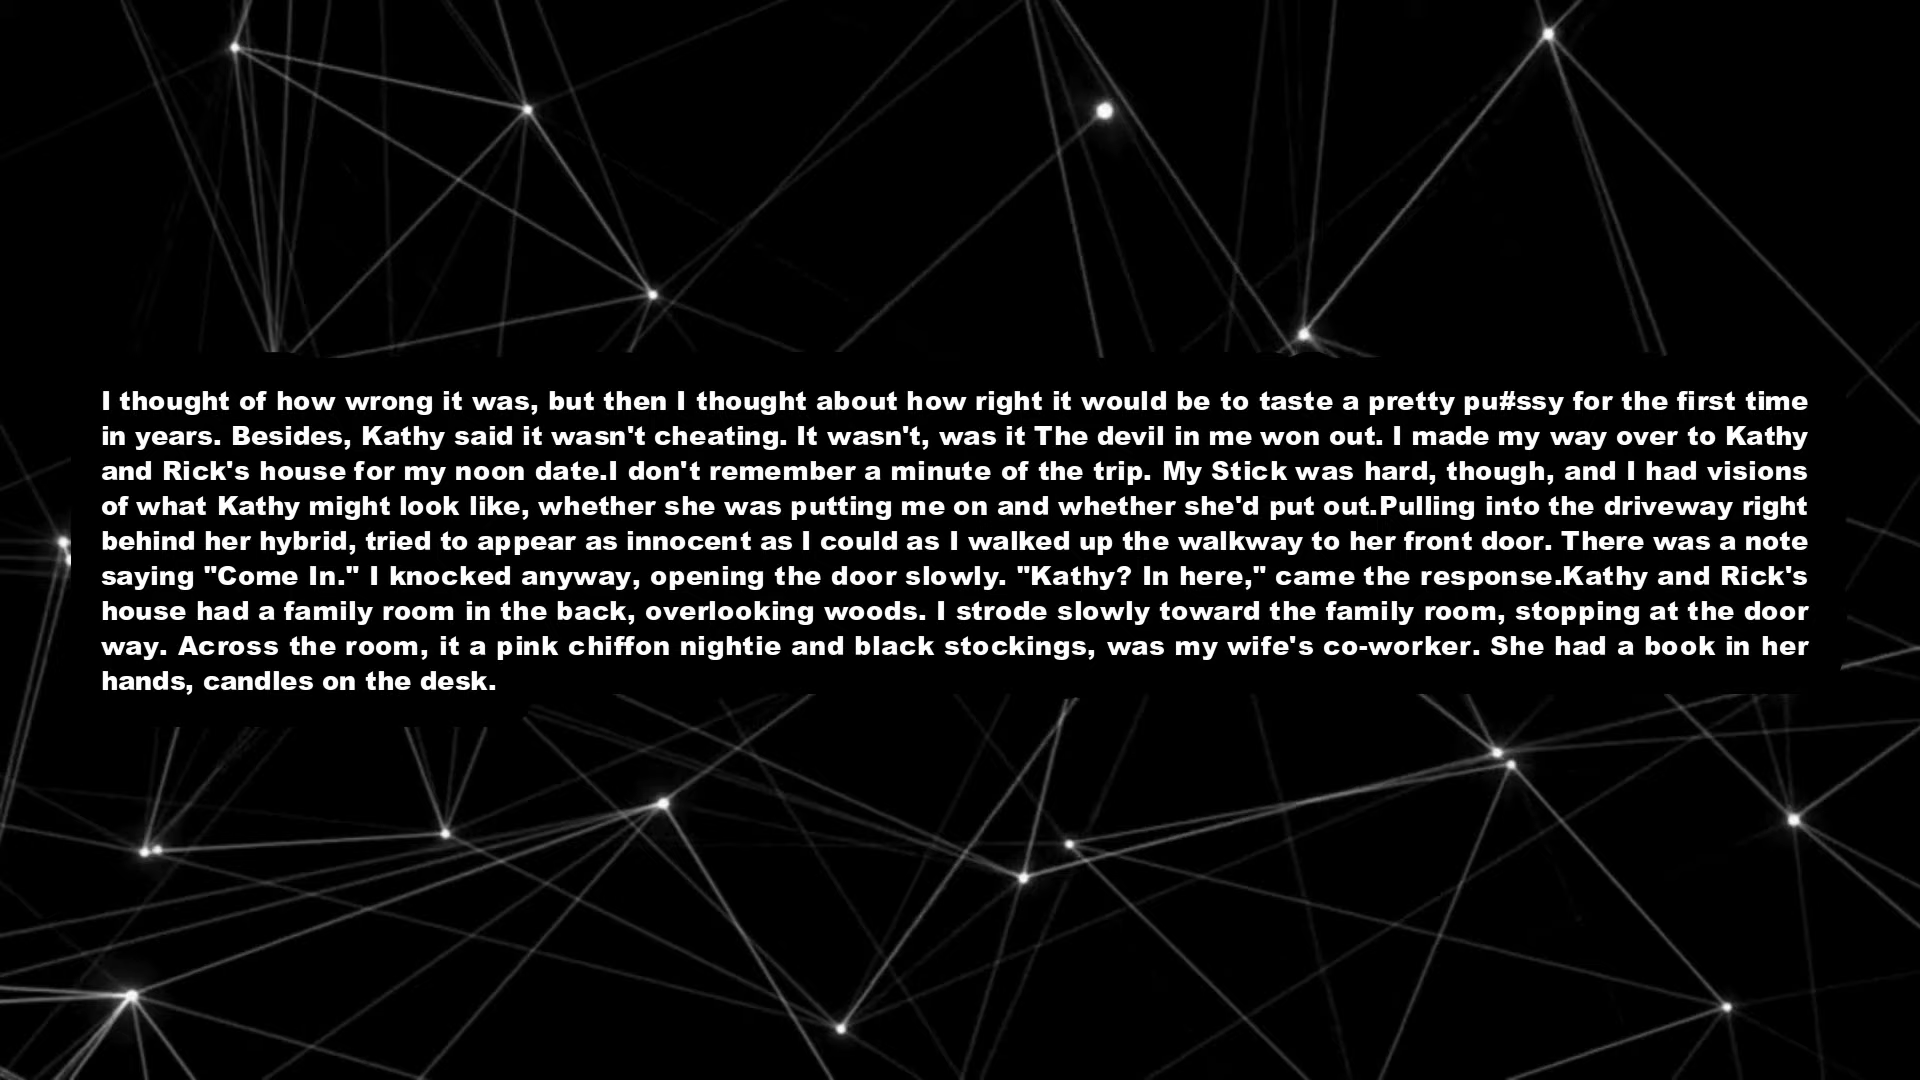 I thought of how wrong it was, but then I thought about how right it would be to taste a pretty pu#ssy for the first time
in years. Besides, Kathy said it wasn't cheating. It wasn't, was it The devil in me won out. I made my way over to Kathy
and Rick's house for my noon date.I don't remember a minute of the trip. My Stick was hard, though, and I had visions
of what Kathy might look like, whether she was putting me on and whether she'd put out.Pulling into the driveway right
behind her hybrid, tried to appear as innocent as I could as I walked up the walkway to her front door. There was a note
saying "Come In." I knocked anyway, opening the door slowly. "Kathy? In here," came the response.Kathy and Rick's
house had a family room in the back, overlooking woods. I strode slowly toward the family room, stopping at the door
way. Across the room, it a pink chiffon nightie and black stockings, was my wife's co-worker. She had a book in her
hands, candles on the desk.